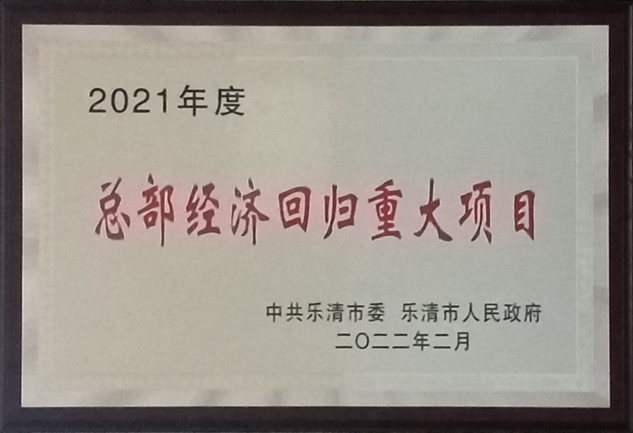 2021年度
总部经济回归重大项目
中共乐清市委 乐清市人民政府
二〇二二年二月